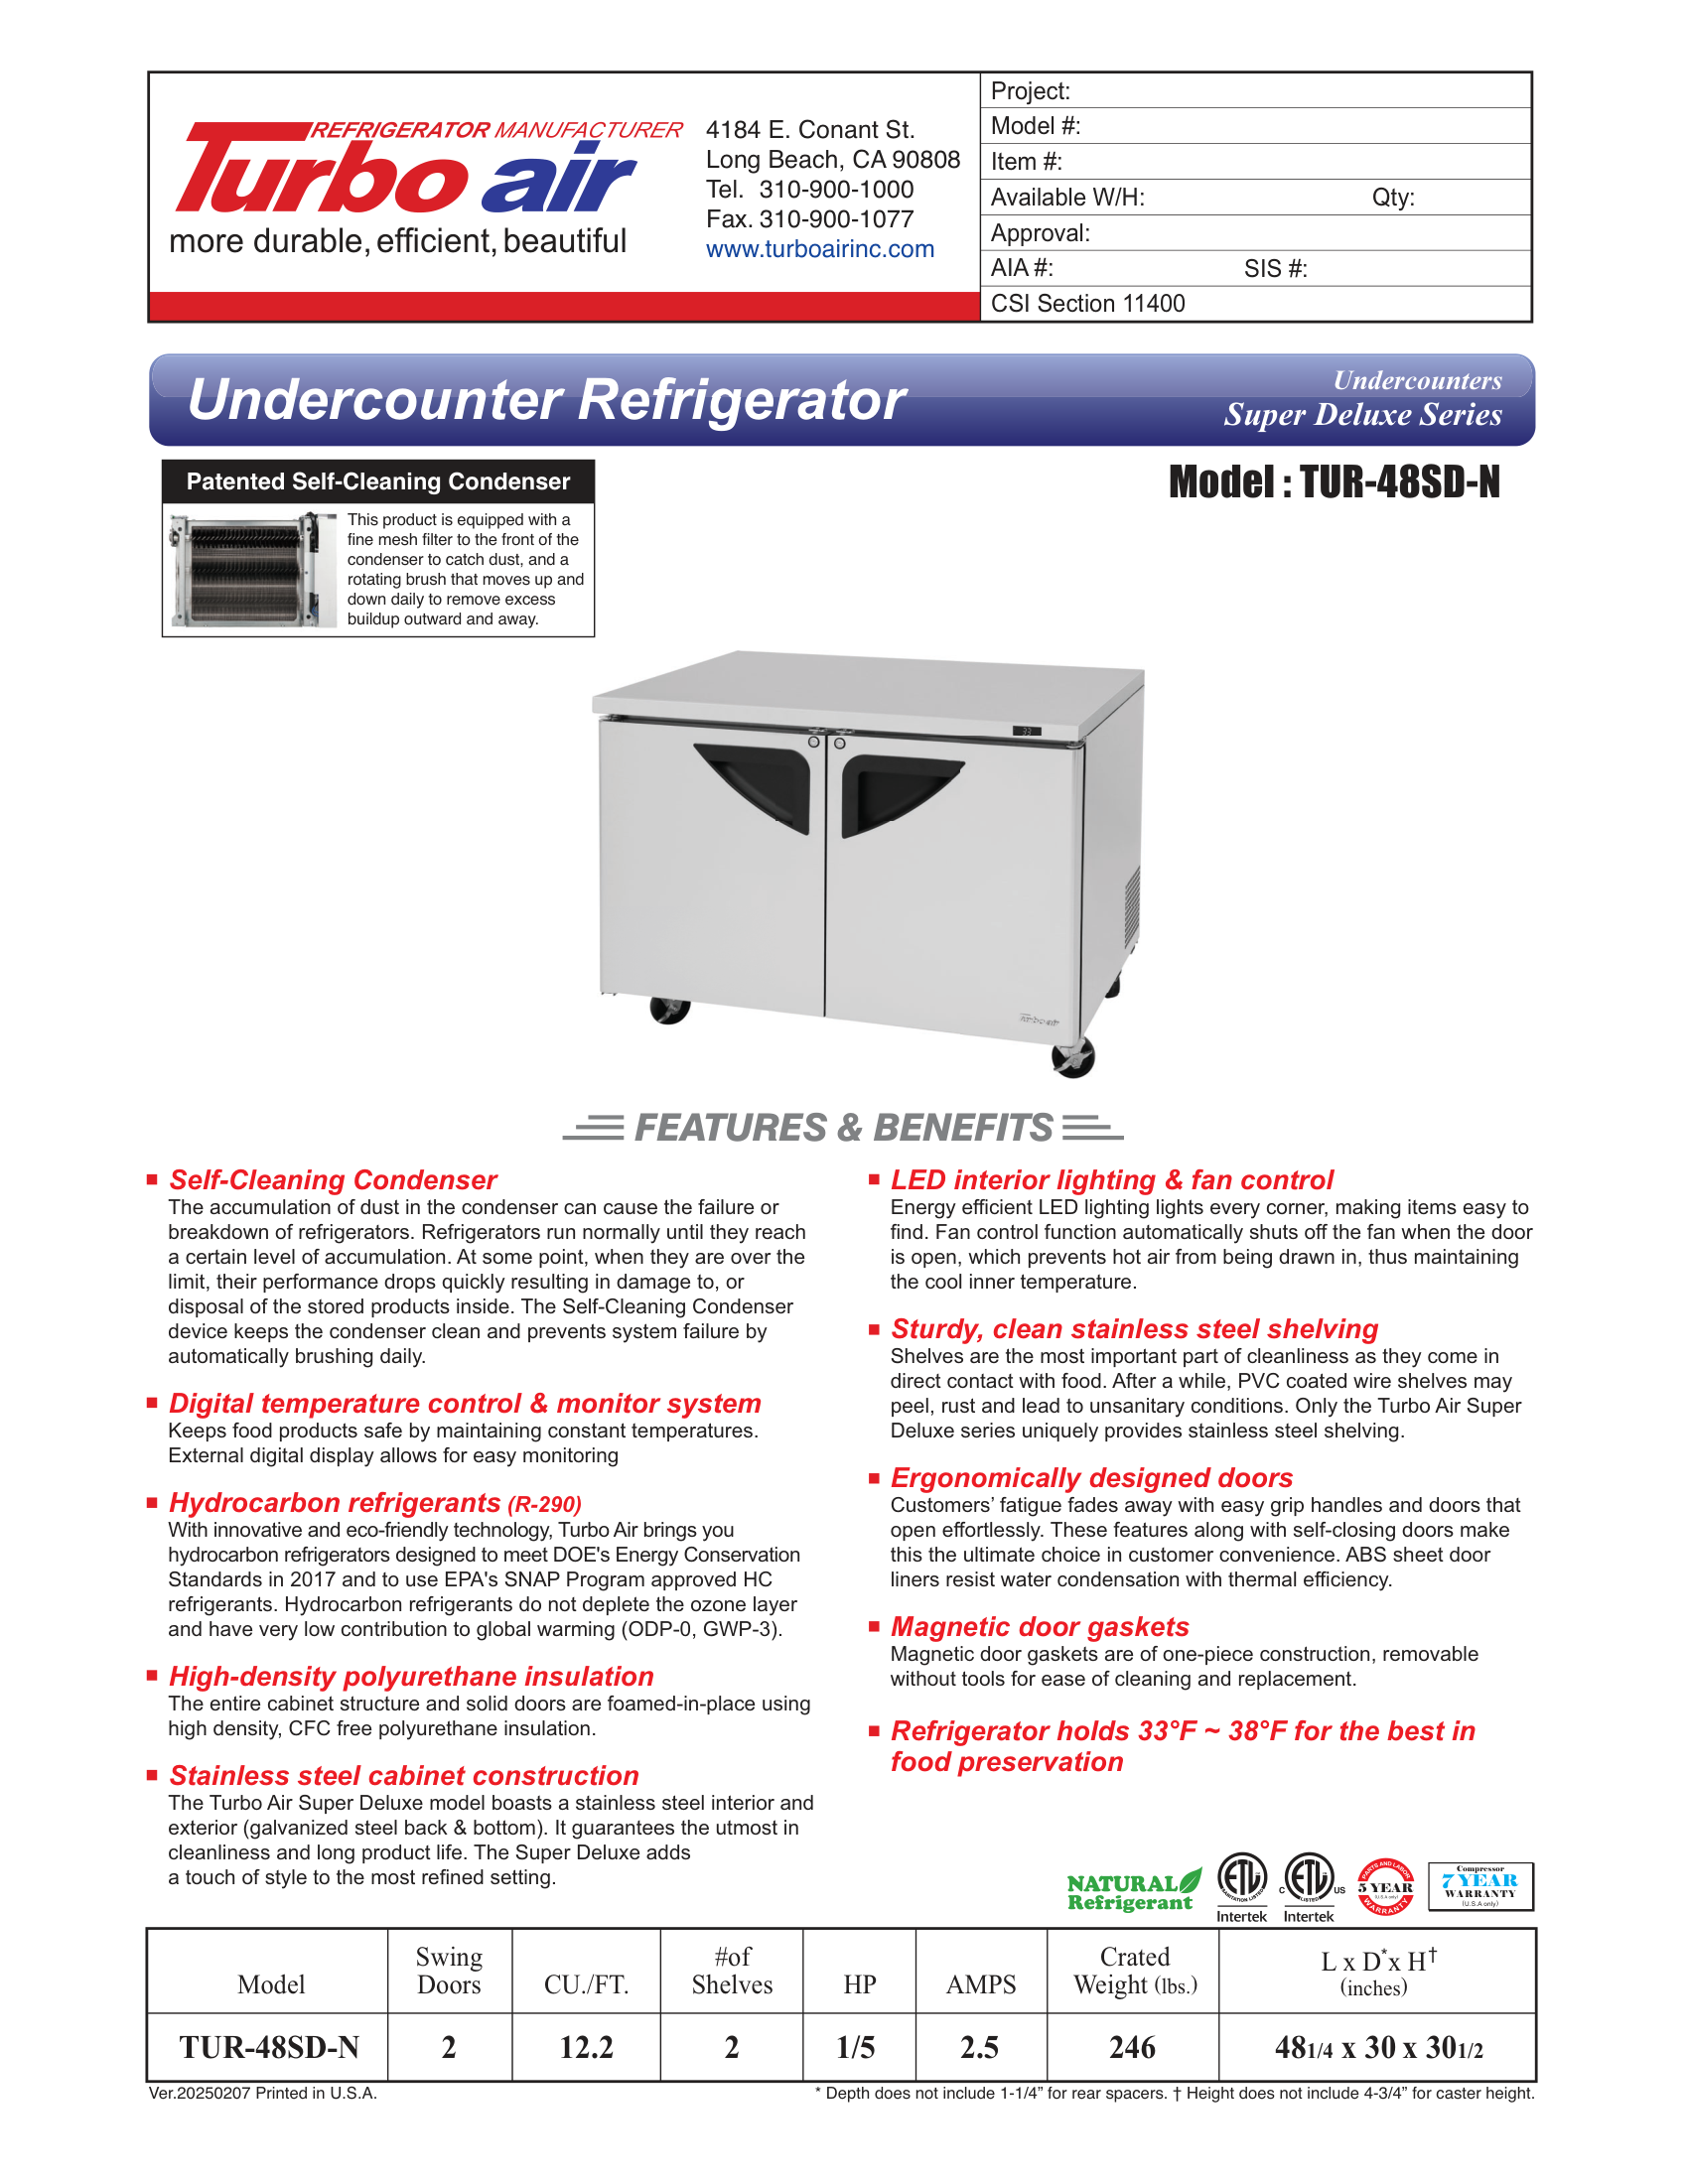 REFRIGERATOR MANUFACTURER
Turbo air
more durable, efficient, beautiful
4184 E. Conant St.
Long Beach, CA 90808
Tel. 310-900-1000
Fax. 310-900-1077
www.turboairinc.com
Project:
Model #:
Item #:
Available W/H: Qty:
Approval:
AIA #: SIS #:
CSI Section 11400
Undercounter Refrigerator
Undercounters
Super Deluxe Series
Patented Self-Cleaning Condenser
This product is equipped with a
fine mesh filter to the front of the
condenser to catch dust, and a
rotating brush that moves up and
down daily to remove excess
buildup outward and away.
Model : TUR-48SD-N
33
Turbo air
FEATURES & BENEFITS
Self-Cleaning Condenser
The accumulation of dust in the condenser can cause the failure or
breakdown of refrigerators. Refrigerators run normally until they reach
a certain level of accumulation. At some point, when they are over the
limit, their performance drops quickly resulting in damage to, or
disposal of the stored products inside. The Self-Cleaning Condenser
device keeps the condenser clean and prevents system failure by
automatically brushing daily.
Digital temperature control & monitor system
Keeps food products safe by maintaining constant temperatures.
External digital display allows for easy monitoring
Hydrocarbon refrigerants (R-290)
With innovative and eco-friendly technology, Turbo Air brings you
hydrocarbon refrigerators designed to meet DOE's Energy Conservation
Standards in 2017 and to use EPA's SNAP Program approved HC
refrigerants. Hydrocarbon refrigerants do not deplete the ozone layer
and have very low contribution to global warming (ODP-0, GWP-3).
High-density polyurethane insulation
The entire cabinet structure and solid doors are foamed-in-place using
high density, CFC free polyurethane insulation.
Stainless steel cabinet construction
The Turbo Air Super Deluxe model boasts a stainless steel interior and
exterior (galvanized steel back & bottom). It guarantees the utmost in
cleanliness and long product life. The Super Deluxe adds
a touch of style to the most refined setting.
LED interior lighting & fan control
Energy efficient LED lighting lights every corner, making items easy to
find. Fan control function automatically shuts off the fan when the door
is open, which prevents hot air from being drawn in, thus maintaining
the cool inner temperature.
Sturdy, clean stainless steel shelving
Shelves are the most important part of cleanliness as they come in
direct contact with food. After a while, PVC coated wire shelves may
peel, rust and lead to unsanitary conditions. Only the Turbo Air Super
Deluxe series uniquely provides stainless steel shelving.
Ergonomically designed doors
Customers' fatigue fades away with easy grip handles and doors that
open effortlessly. These features along with self-closing doors make
this the ultimate choice in customer convenience. ABS sheet door
liners resist water condensation with thermal efficiency.
Magnetic door gaskets
Magnetic door gaskets are of one-piece construction, removable
without tools for ease of cleaning and replacement.
Refrigerator holds 33°F ~ 38°F for the best in
food preservation
NATURAL
Refrigerant
ETL
SANITATION LISTED
Intertek
C ETL US
LISTED
Intertek
PARTS AND LABOR
5 YEAR
(U.S.A only)
WARRANTY
Compressor
7 YEAR
WARRANTY
(U.S.A only)
Model Swing Doors CU./FT. #of Shelves HP AMPS Crated Weight (lbs.) L x D* x H† (inches)
TUR-48SD-N 2 12.2 2 1/5 2.5 246 48 1/4 x 30 x 30 1/2
Ver.20250207 Printed in U.S.A.
* Depth does not include 1-1/4” for rear spacers. † Height does not include 4-3/4” for caster height.